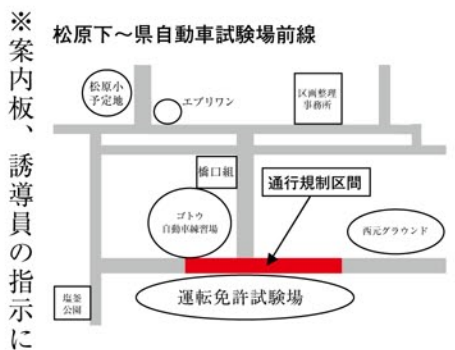 ※案内板、誘導員の指示に
松原下～県自動車試験場前線
松原小
予定地
エブリワン
区画整理
事務所
橋口組
通行規制区間
ゴトウ
自動車練習場
西元グラウンド
塩釜
公園
運転免許試験場